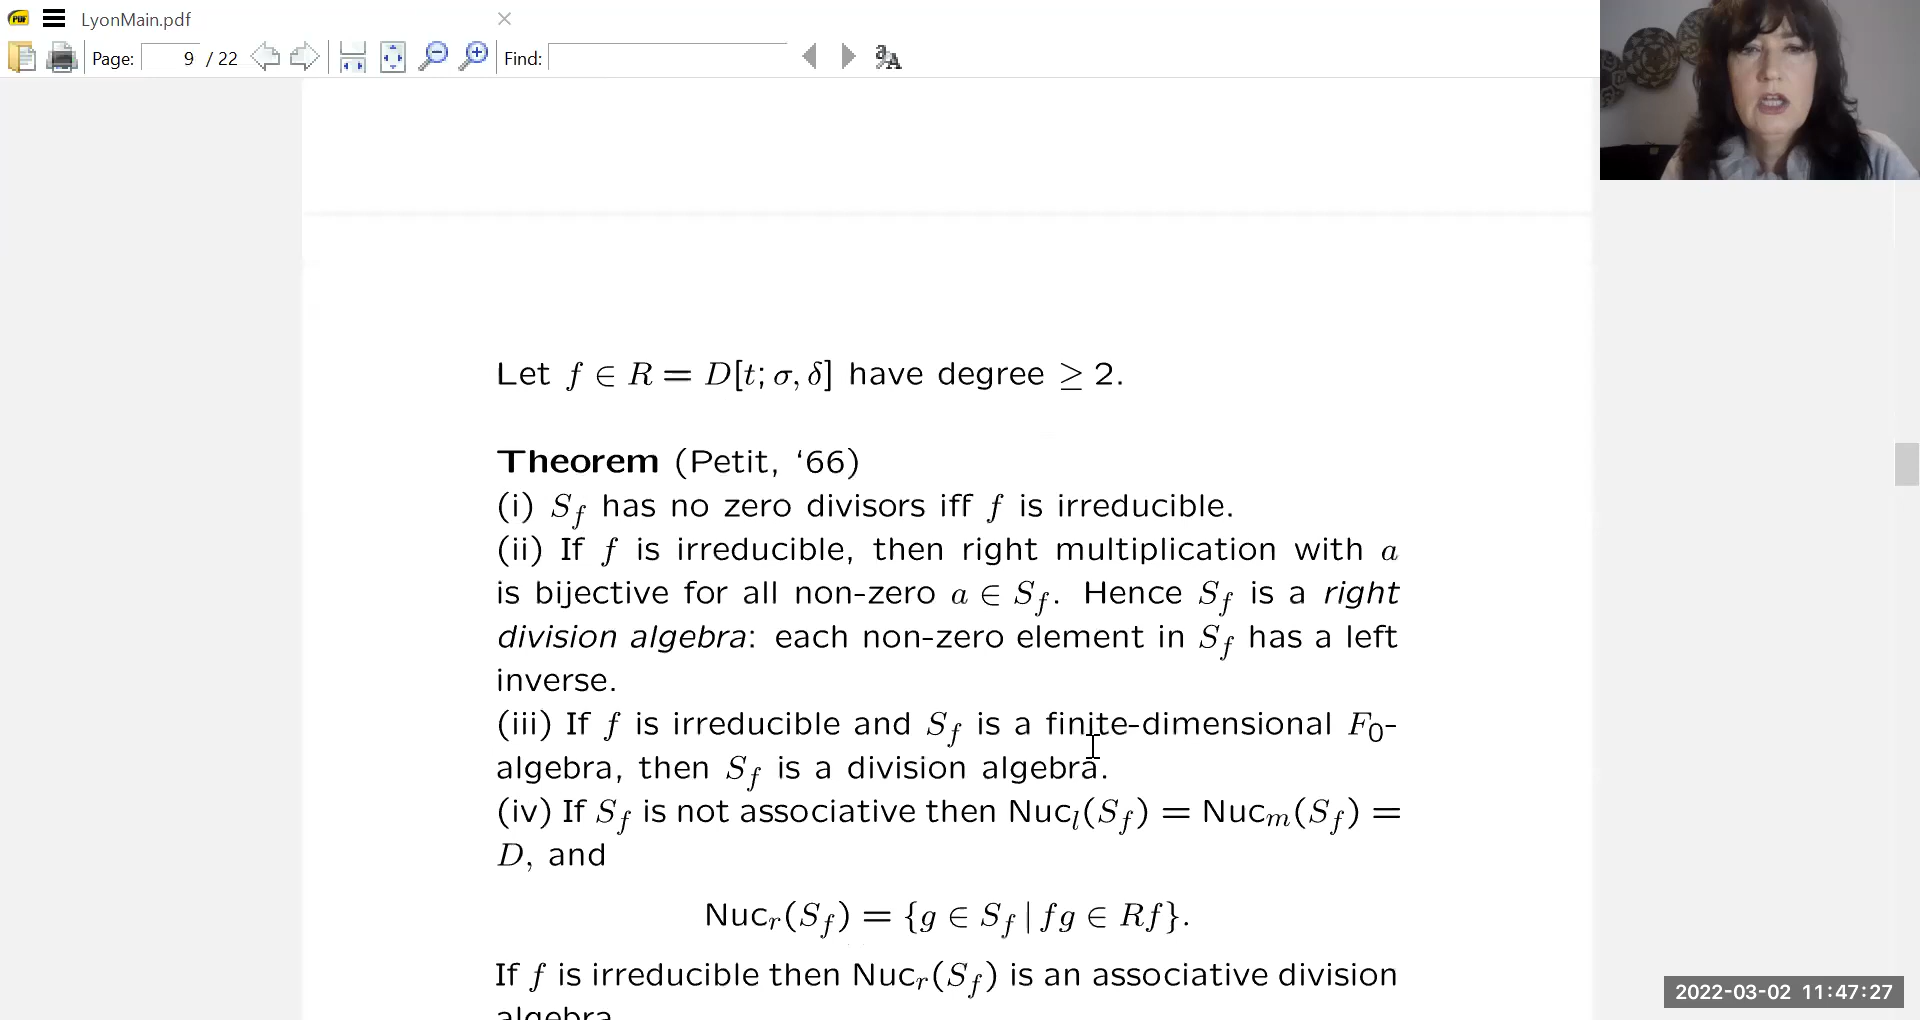 LyonMain.pdf
Page: 9 / 22 Find:
Let f ∈ R = D[t; σ, δ] have degree ≥ 2.
Theorem (Petit, ‘66)
(i) S_f has no zero divisors iff f is irreducible.
(ii) If f is irreducible, then right multiplication with a
is bijective for all non-zero a ∈ S_f. Hence S_f is a right
division algebra: each non-zero element in S_f has a left
inverse.
(iii) If f is irreducible and S_f is a finite-dimensional F_0-
algebra, then S_f is a division algebra.
(iv) If S_f is not associative then Nuc_l(S_f) = Nuc_m(S_f) =
D, and
Nuc_r(S_f) = {g ∈ S_f | fg ∈ Rf}.
If f is irreducible then Nuc_r(S_f) is an associative division
algebra
2022-03-02 11:47:27